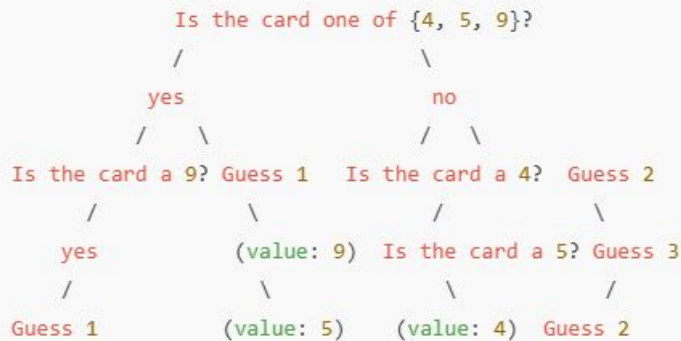 Is the card one of {4, 5, 9}?
/ \
yes no
/ \ / \
Is the card a 9? Guess 1 Is the card a 4? Guess 2
/ \ / \
yes (value: 9) Is the card a 5? Guess 3
/ \ \ /
Guess 1 (value: 5) (value: 4) Guess 2